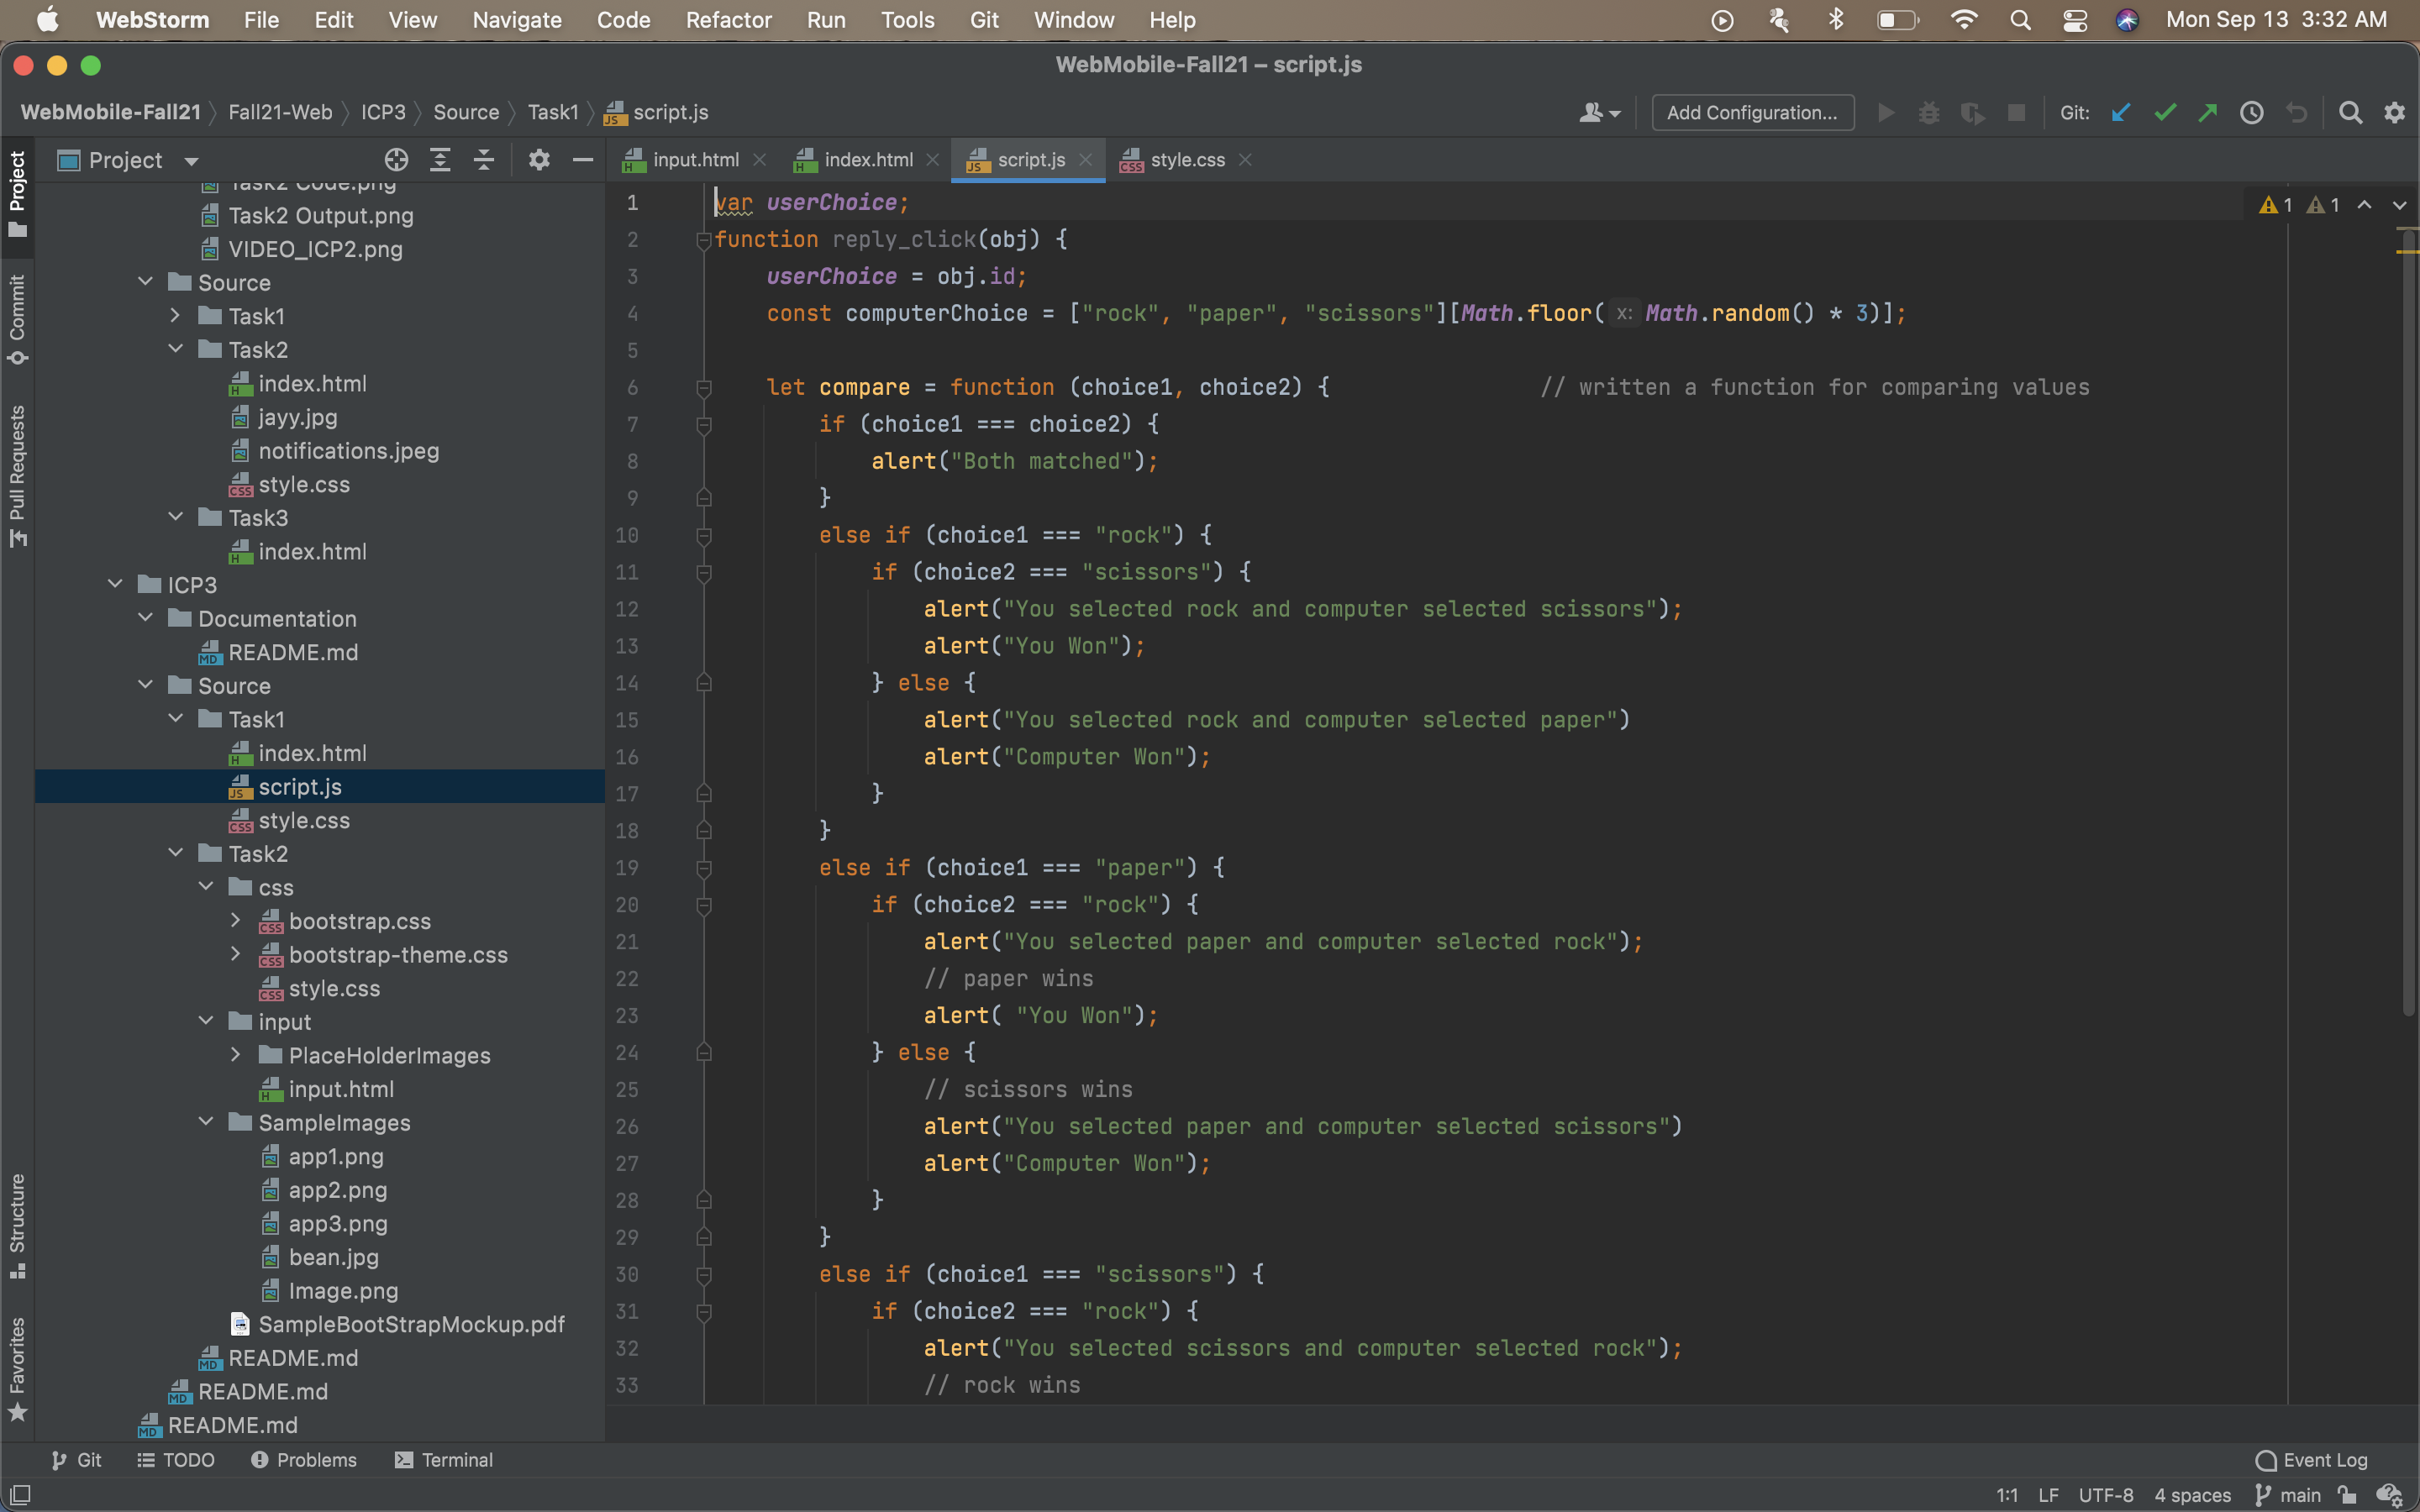 WebStorm File Edit View Navigate Code Refactor Run Tools Git Window Help Mon Sep 13 3:32 AM
WebMobile-Fall21 – script.js
WebMobile-Fall21 Fall21-Web ICP3 Source Task1 script.js Add Configuration... Git:
Project
input.html index.html script.js style.css
Project
Commit
Pull Requests
Structure
Favorites
Task2 Code.png
Task2 Output.png
VIDEO_ICP2.png
Source
Task1
Task2
index.html
jayy.jpg
notifications.jpeg
style.css
Task3
index.html
ICP3
Documentation
README.md
Source
Task1
index.html
script.js
style.css
Task2
css
bootstrap.css
bootstrap-theme.css
style.css
input
PlaceHolderImages
input.html
SampleImages
app1.png
app2.png
app3.png
bean.jpg
Image.png
SampleBootStrapMockup.pdf
README.md
README.md
README.md
1 var userChoice; 1 1
2 function reply_click(obj) {
3 userChoice = obj.id;
4 const computerChoice = ["rock", "paper", "scissors"][Math.floor( x: Math.random() * 3)];
5
6 let compare = function (choice1, choice2) { // written a function for comparing values
7 if (choice1 === choice2) {
8 alert("Both matched");
9 }
10 else if (choice1 === "rock") {
11 if (choice2 === "scissors") {
12 alert("You selected rock and computer selected scissors");
13 alert("You Won");
14 } else {
15 alert("You selected rock and computer selected paper")
16 alert("Computer Won");
17 }
18 }
19 else if (choice1 === "paper") {
20 if (choice2 === "rock") {
21 alert("You selected paper and computer selected rock");
22 // paper wins
23 alert( "You Won");
24 } else {
25 // scissors wins
26 alert("You selected paper and computer selected scissors")
27 alert("Computer Won");
28 }
29 }
30 else if (choice1 === "scissors") {
31 if (choice2 === "rock") {
32 alert("You selected scissors and computer selected rock");
33 // rock wins
Git TODO Problems Terminal Event Log
1:1 LF UTF-8 4 spaces main